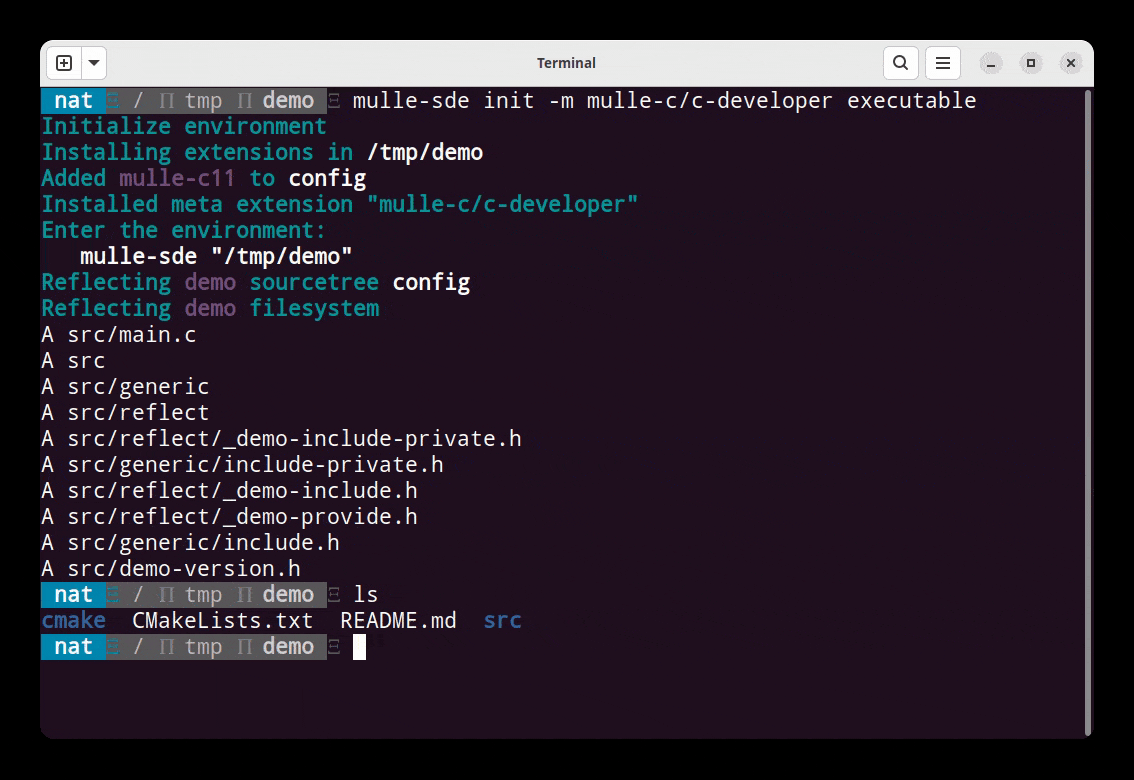 Terminal
nat Ξ / Π tmp Π demo Ξ mulle-sde init -m mulle-c/c-developer executable
Initialize environment
Installing extensions in /tmp/demo
Added mulle-c11 to config
Installed meta extension "mulle-c/c-developer"
Enter the environment:
   mulle-sde "/tmp/demo"
Reflecting demo sourcetree config
Reflecting demo filesystem
A src/main.c
A src
A src/generic
A src/reflect
A src/reflect/_demo-include-private.h
A src/generic/include-private.h
A src/reflect/_demo-include.h
A src/reflect/_demo-provide.h
A src/generic/include.h
A src/demo-version.h
nat Ξ / Π tmp Π demo Ξ ls
cmake  CMakeLists.txt  README.md  src
nat Ξ / Π tmp Π demo Ξ